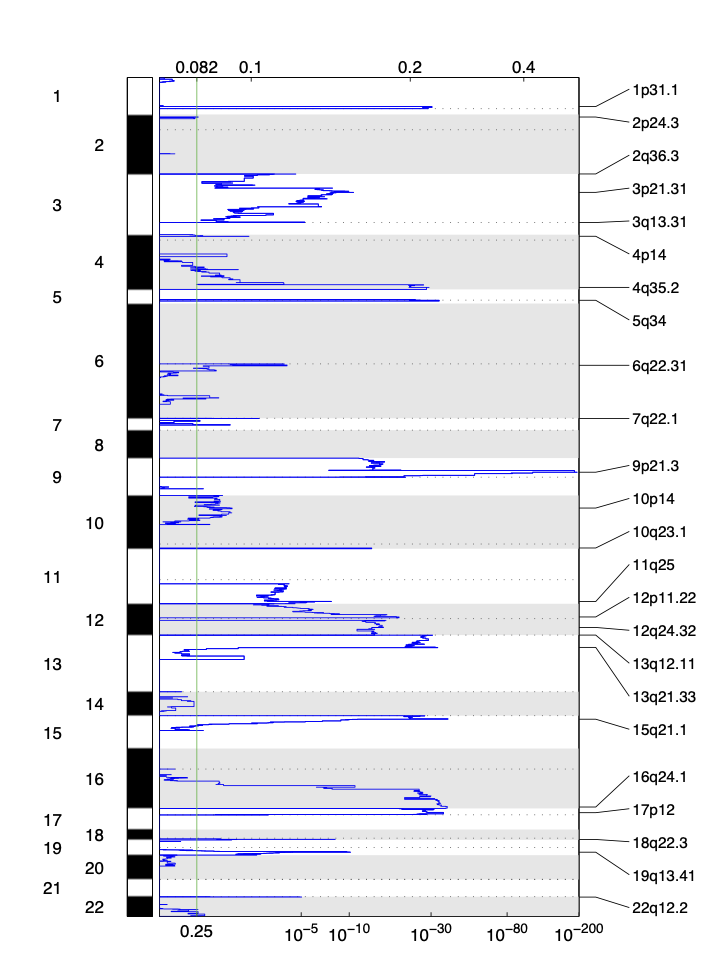 0.082 0.1 0.2 0.4
1
2
3
4
5
6
7
8
9
10
11
12
13
14
15
16
17
18
19
20
21
22
1p31.1
2p24.3
2q36.3
3p21.31
3q13.31
4p14
4q35.2
5q34
6q22.31
7q22.1
9p21.3
10p14
10q23.1
11q25
12p11.22
12q24.32
13q12.11
13q21.33
15q21.1
16q24.1
17p12
18q22.3
19q13.41
22q12.2
0.25 10⁻⁵ 10⁻¹⁰ 10⁻³⁰ 10⁻⁸⁰ 10⁻²⁰⁰